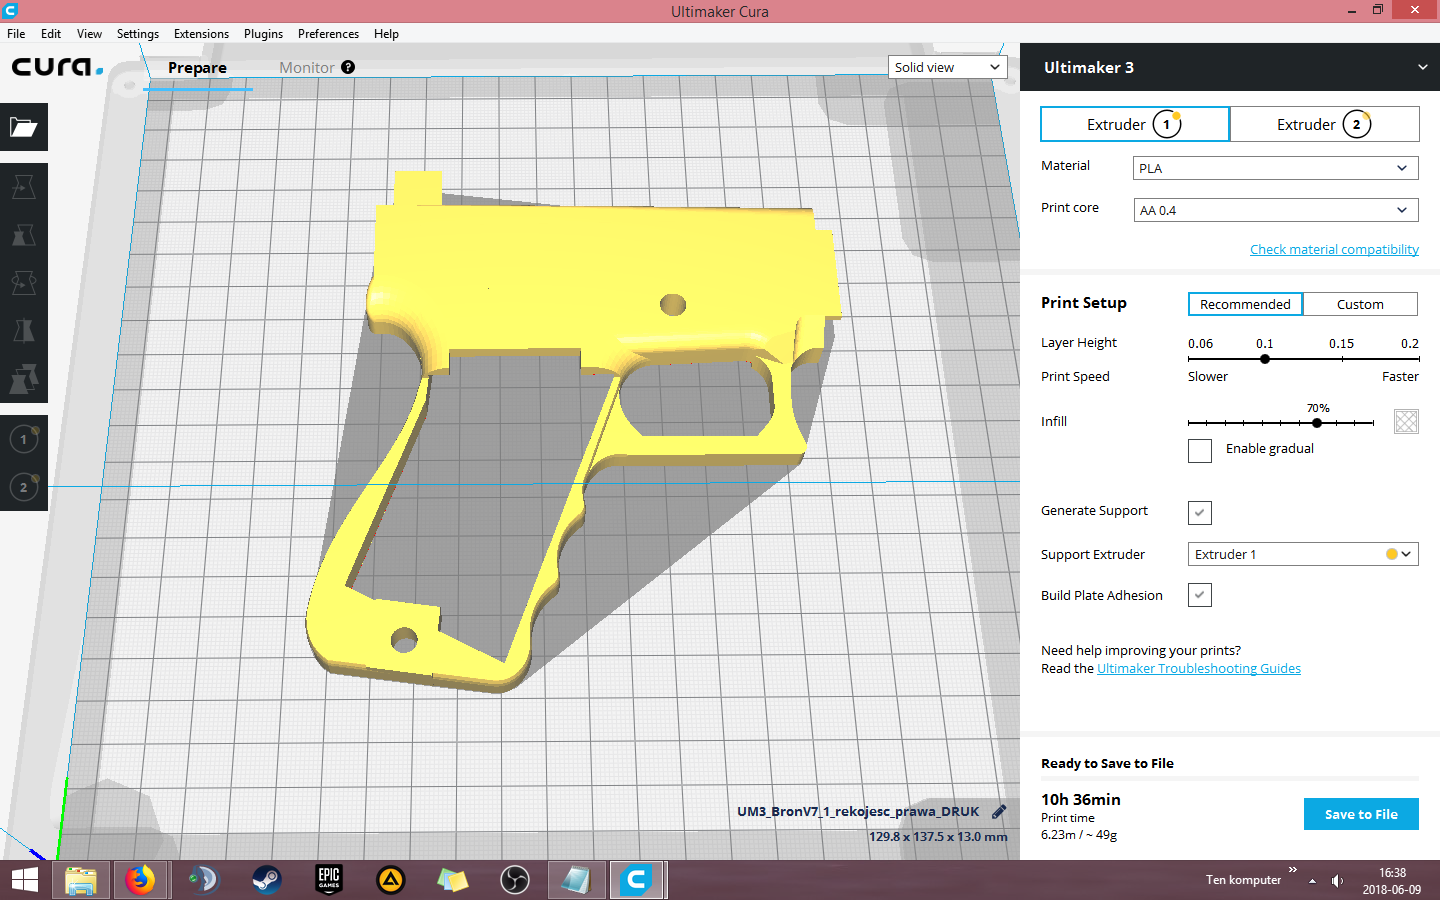 Ultimaker Cura
File Edit View Settings Extensions Plugins Preferences Help
cura.
Prepare Monitor ?
Solid view
Ultimaker 3
Extruder 1 Extruder 2
Material PLA
Print core AA 0.4
Check material compatibility
Print Setup Recommended Custom
Layer Height 0.06 0.1 0.15 0.2
Print Speed Slower Faster
70%
Infill
Enable gradual
Generate Support
Support Extruder Extruder 1
Build Plate Adhesion
Need help improving your prints?
Read the Ultimaker Troubleshooting Guides
1
2
UM3_BronV7_1_rekojesc_prawa_DRUK
129.8 x 137.5 x 13.0 mm
Ready to Save to File
10h 36min
Print time
6.23m / ~ 49g
Save to File
EPIC
GAMES
Ten komputer »
16:38
2018-06-09